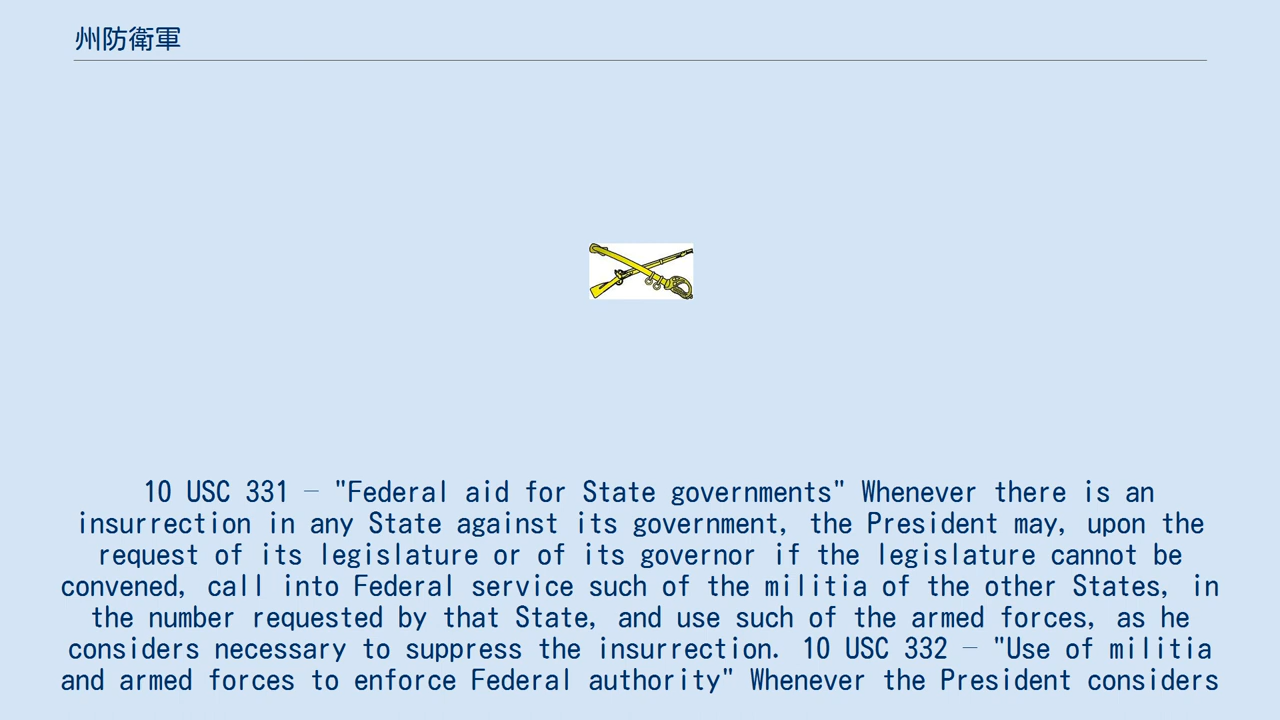 州防衛軍
10 USC 331 – "Federal aid for State governments" Whenever there is an
insurrection in any State against its government, the President may, upon the
request of its legislature or of its governor if the legislature cannot be
convened, call into Federal service such of the militia of the other States, in
the number requested by that State, and use such of the armed forces, as he
considers necessary to suppress the insurrection. 10 USC 332 – "Use of militia
and armed forces to enforce Federal authority" Whenever the President considers